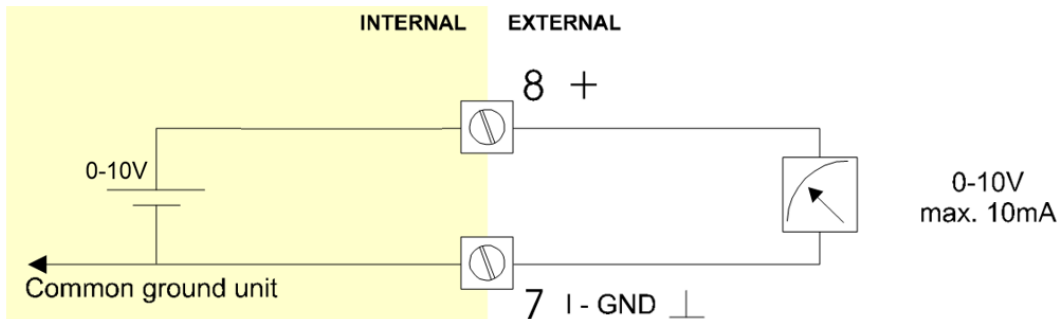 INTERNAL EXTERNAL
8 +
0-10V
0-10V
max. 10mA
Common ground unit
7 I - GND